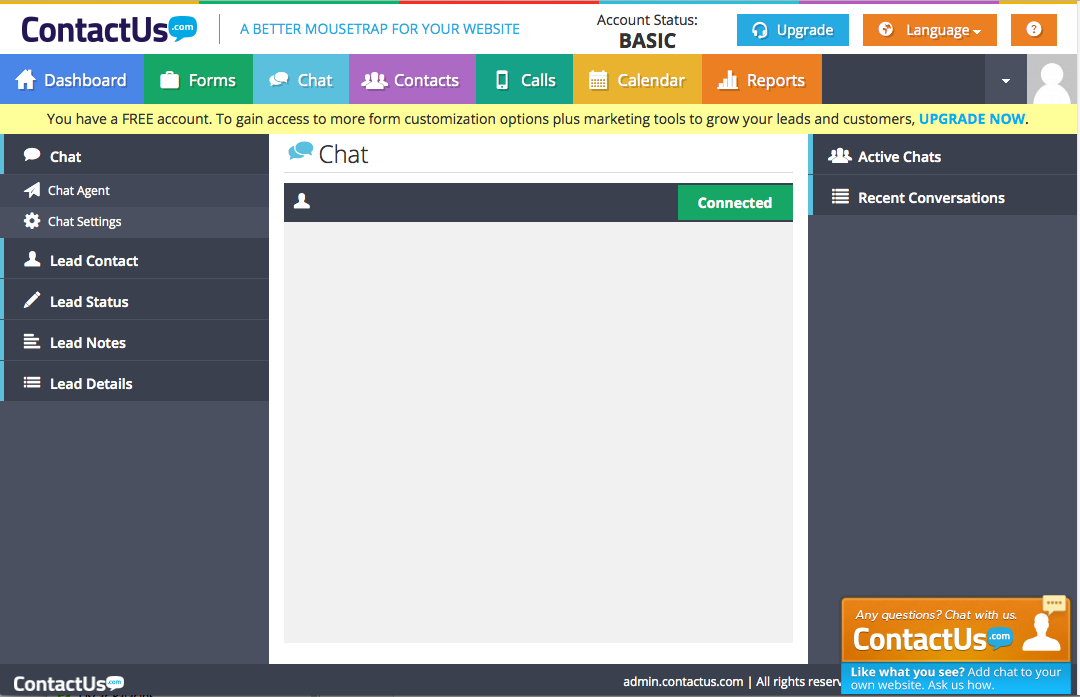 ContactUs.com
A BETTER MOUSETRAP FOR YOUR WEBSITE
Account Status:
BASIC
Upgrade
Language
?
Dashboard
Forms
Chat
Contacts
Calls
Calendar
Reports
You have a FREE account. To gain access to more form customization options plus marketing tools to grow your leads and customers, UPGRADE NOW.
Chat
Chat Agent
Chat Settings
Lead Contact
Lead Status
Lead Notes
Lead Details
Chat
Connected
Active Chats
Recent Conversations
Any questions? Chat with us.
ContactUs.com
Like what you see? Add chat to your
own website. Ask us how.
ContactUs.com
admin.contactus.com | All rights reserv